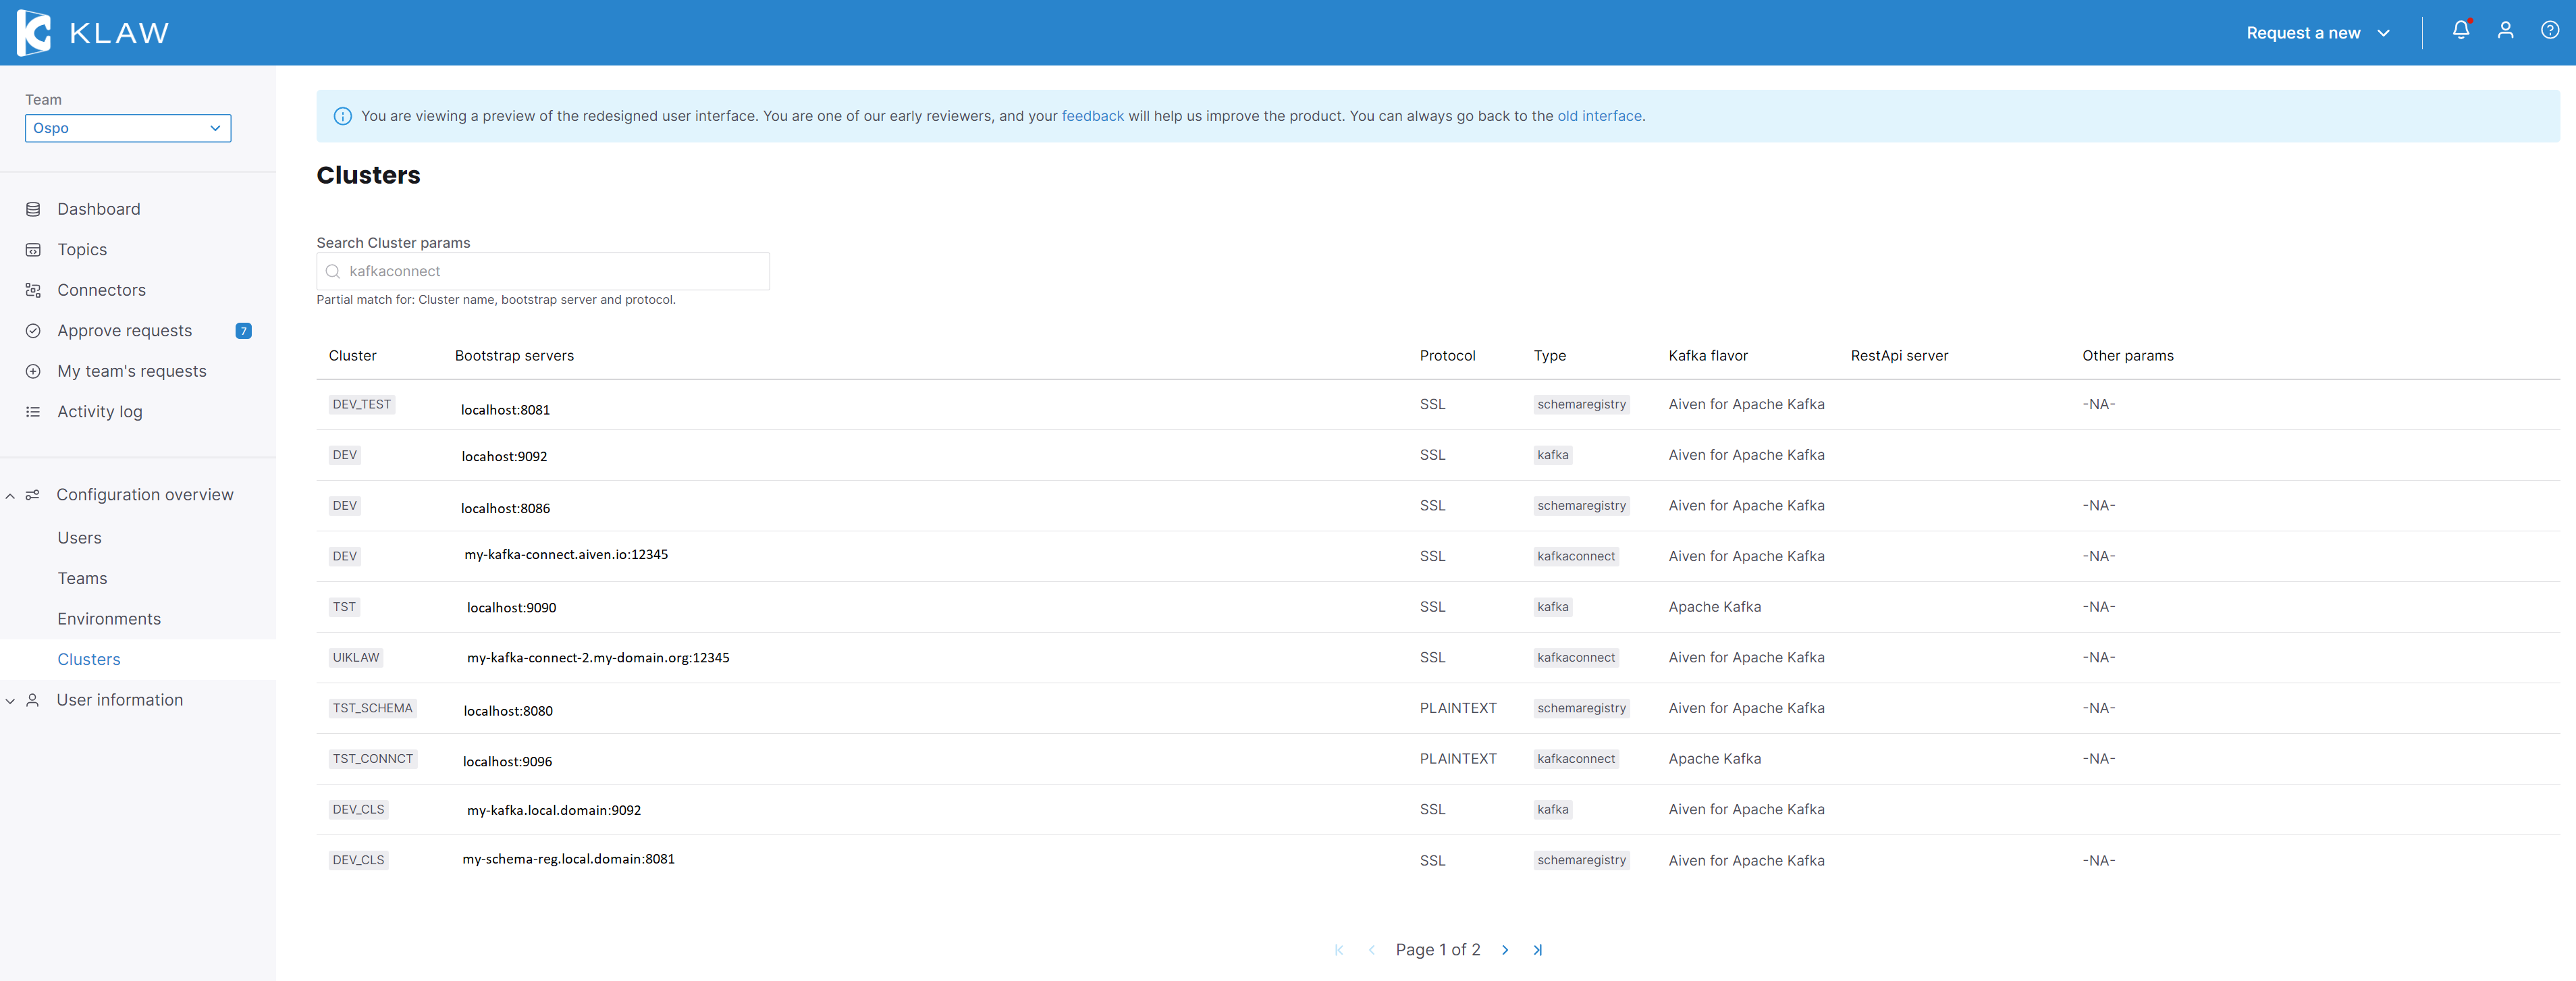 KLAW
Request a new
Team
Ospo
Dashboard
Topics
Connectors
Approve requests 7
My team's requests
Activity log
Configuration overview
Users
Teams
Environments
Clusters
User information
You are viewing a preview of the redesigned user interface. You are one of our early reviewers, and your feedback will help us improve the product. You can always go back to the old interface.
Clusters
Search Cluster params
kafkaconnect
Partial match for: Cluster name, bootstrap server and protocol.
Cluster Bootstrap servers Protocol Type Kafka flavor RestApi server Other params
DEV_TEST localhost:8081 SSL schemaregistry Aiven for Apache Kafka -NA-
DEV locahost:9092 SSL kafka Aiven for Apache Kafka
DEV localhost:8086 SSL schemaregistry Aiven for Apache Kafka -NA-
DEV my-kafka-connect.aiven.io:12345 SSL kafkaconnect Aiven for Apache Kafka -NA-
TST localhost:9090 SSL kafka Apache Kafka -NA-
UIKLAW my-kafka-connect-2.my-domain.org:12345 SSL kafkaconnect Aiven for Apache Kafka -NA-
TST_SCHEMA localhost:8080 PLAINTEXT schemaregistry Aiven for Apache Kafka -NA-
TST_CONNCT localhost:9096 PLAINTEXT kafkaconnect Apache Kafka -NA-
DEV_CLS my-kafka.local.domain:9092 SSL kafka Aiven for Apache Kafka
DEV_CLS my-schema-reg.local.domain:8081 SSL schemaregistry Aiven for Apache Kafka -NA-
Page 1 of 2